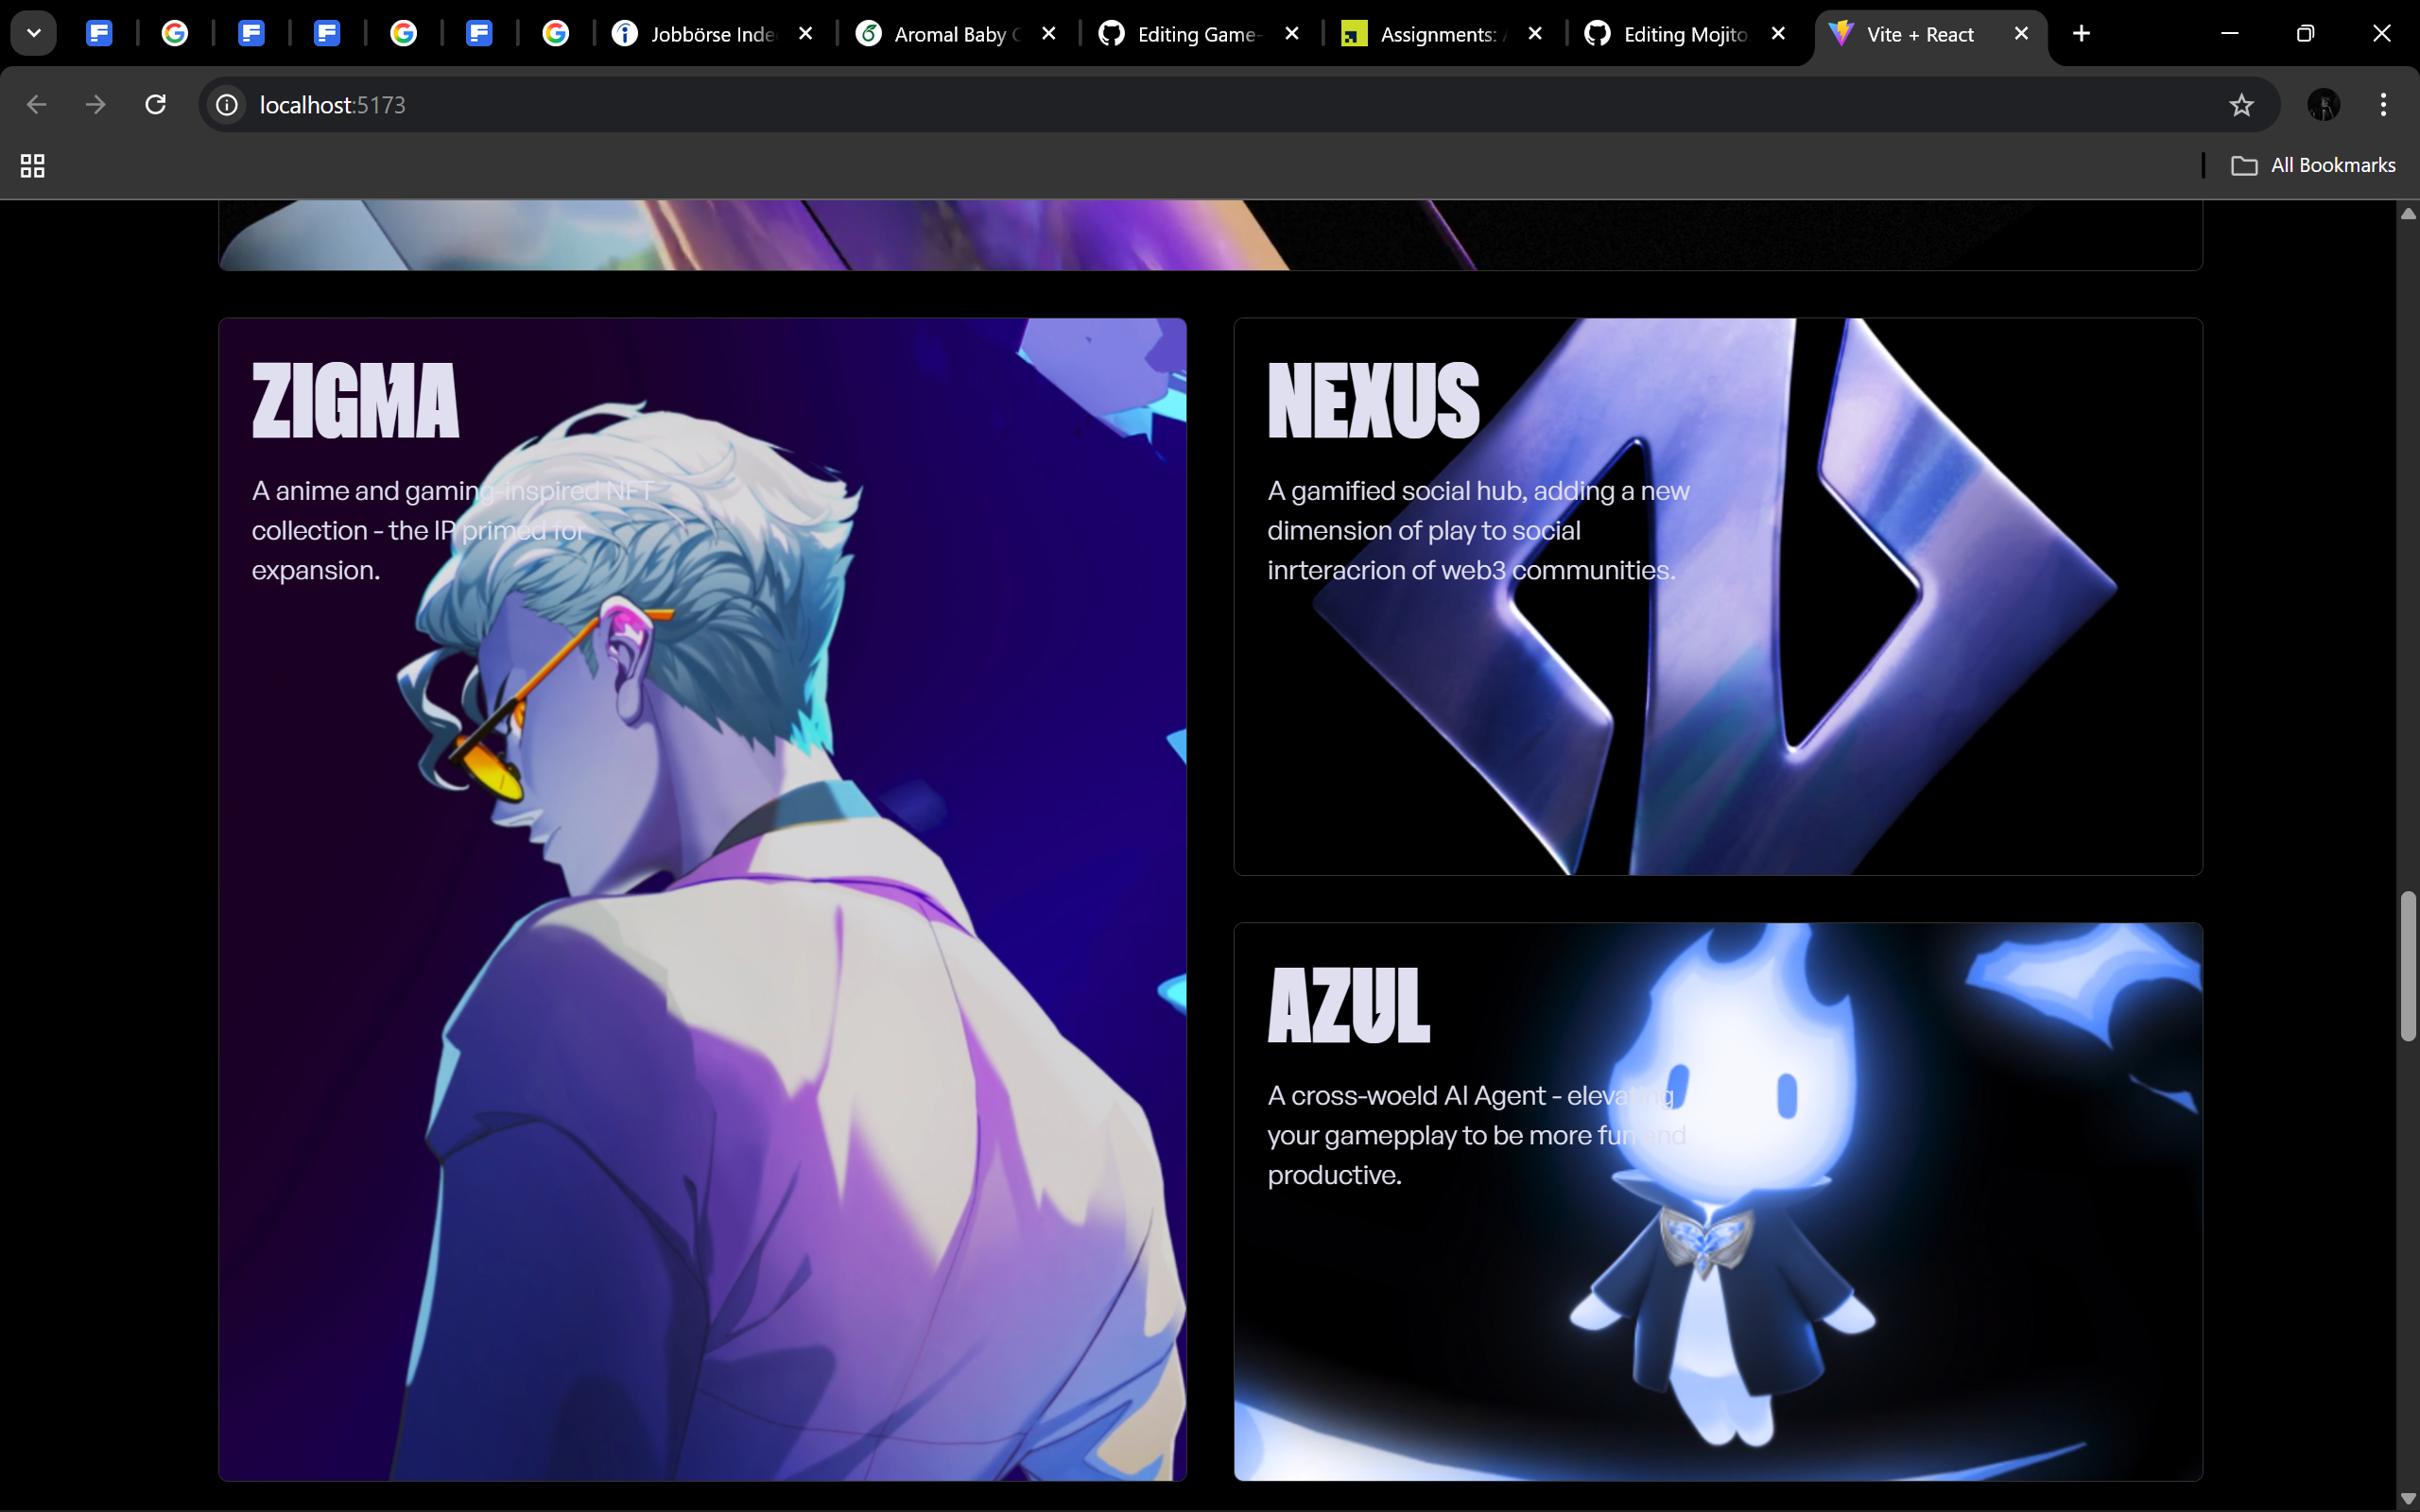 Jobbörse Inde
Aromal Baby C
Editing Game-
Assignments: A
Editing Mojito
Vite + React
localhost:5173
All Bookmarks
ZIGMA
A anime and gaming-inspired NFT
collection - the IP primed for
expansion.
NEXUS
A gamified social hub, adding a new
dimension of play to social
inrteracrion of web3 communities.
AZUL
A cross-woeld AI Agent - elevating
your gamepplay to be more fun and
productive.